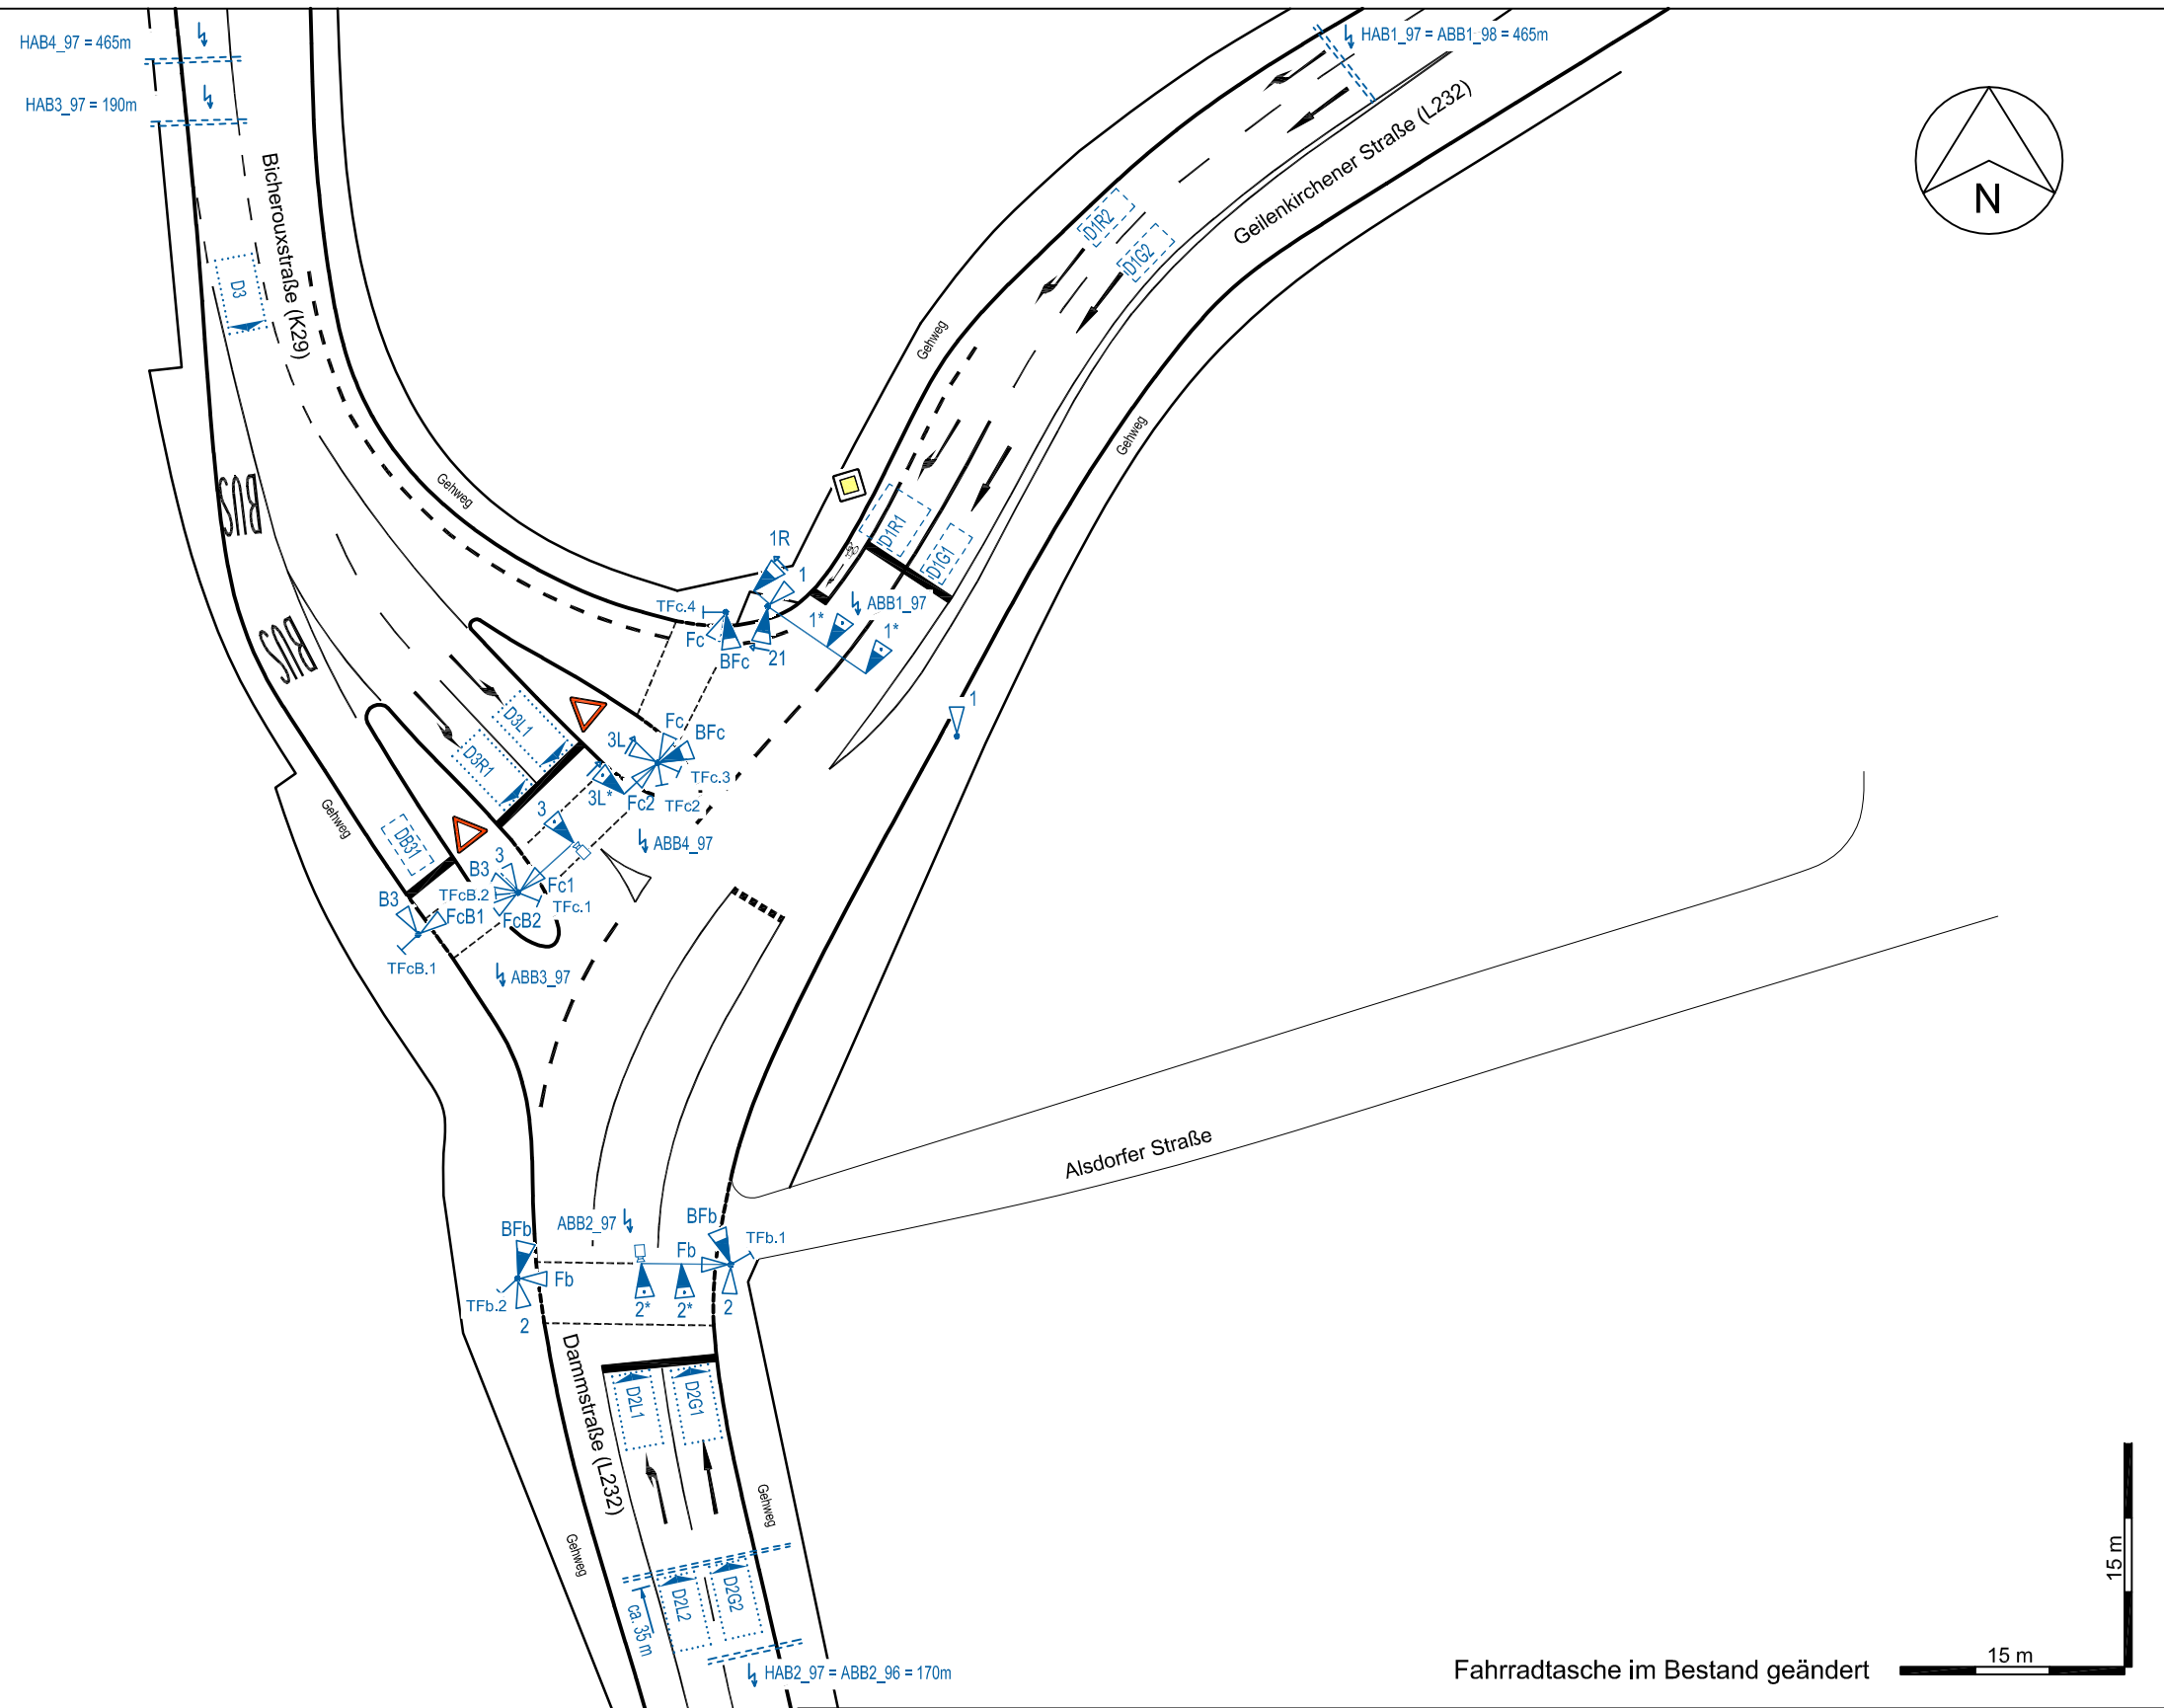 HAB4_97 = 465m
HAB3_97 = 190m
HAB1_97 = ABB1_98 = 465m
Bicherouxstraße (K29)
Geilenkirchener Straße (L232)
N
D3
D1R2
D1G2
Gehweg
Gehweg
Gehweg
BUS
BUS
D1R1
D1G1
1R
1
TFc.4
Fc
BFc
21
1*
1*
ABB1_97
1
D3L1
D3R1
3L
Fc
BFc
TFc.3
3L*
Fc2
TFc2
3
ABB4_97
Gehweg
DB31
B3
3
TFcB.2
Fc1
TFc.1
B3
FcB1
FcB2
TFcB.1
ABB3_97
Alsdorfer Straße
BFb
ABB2_97
BFb
TFb.1
Fb
Fb
TFb.2
2
2*
2*
2
Dammstraße (L232)
D2L1
D2G1
Gehweg
Gehweg
D2L2
D2G2
ca. 35 m
HAB2_97 = ABB2_96 = 170m
Fahrradtasche im Bestand geändert
15 m
15 m